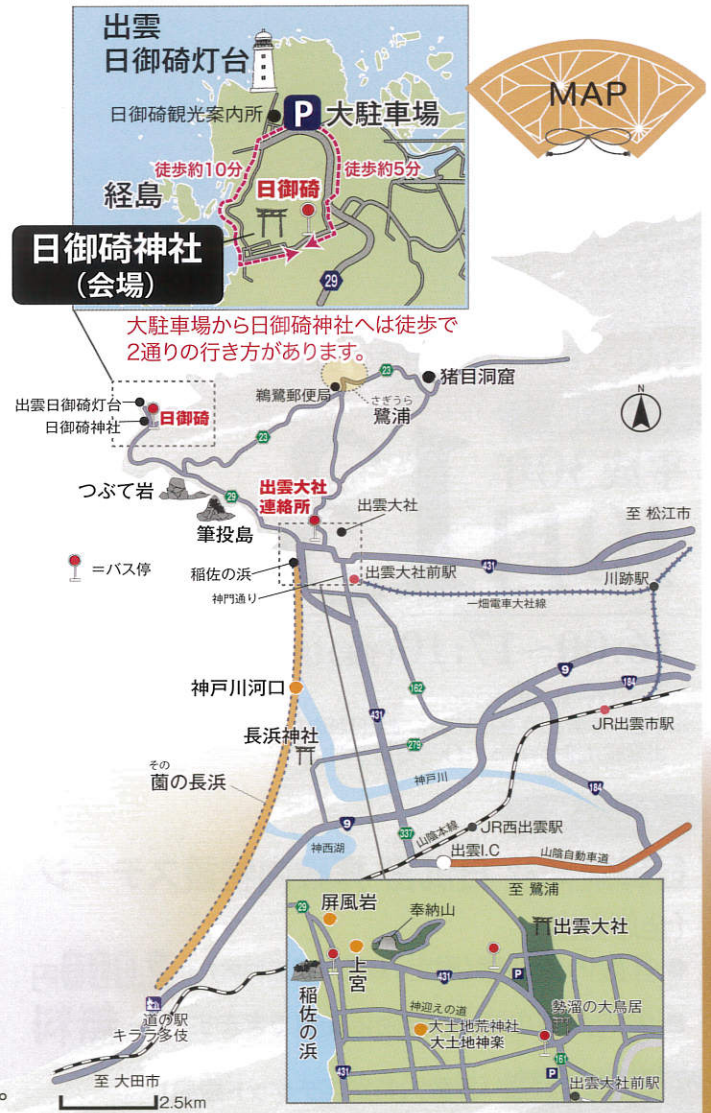 出雲
日御碕灯台
MAP
日御碕観光案内所
P 大駐車場
徒歩約10分
徒歩約5分
経島
日御碕
日御碕神社
(会場)
29
大駐車場から日御碕神社へは徒歩で
2通りの行き方があります。
23
猪目洞窟
鵜鷺郵便局
さぎうら
鷺浦
N
出雲日御碕灯台
日御碕
日御碕神社
23
つぶて岩
29
出雲大社
連絡所
出雲大社
筆投島
至 松江市
=バス停
稲佐の浜
431
出雲大社前駅
川跡駅
神門通り
一畑電車大社線
9
184
162
神戸川河口
431
JR出雲市駅
長浜神社
279
その
薗の長浜
神戸川
184
9
337
山陰本線
JR西出雲駅
神西湖
出雲I.C
山陰自動車道
至 鷺浦
29
屏風岩
奉納山
出雲大社
上宮
431
P
稲佐の浜
神迎えの道
勢溜の大鳥居
大土地荒神社
大土地神楽
161
431
P
出雲大社前駅
道の駅
キララ多伎
至 大田市
2.5km
。